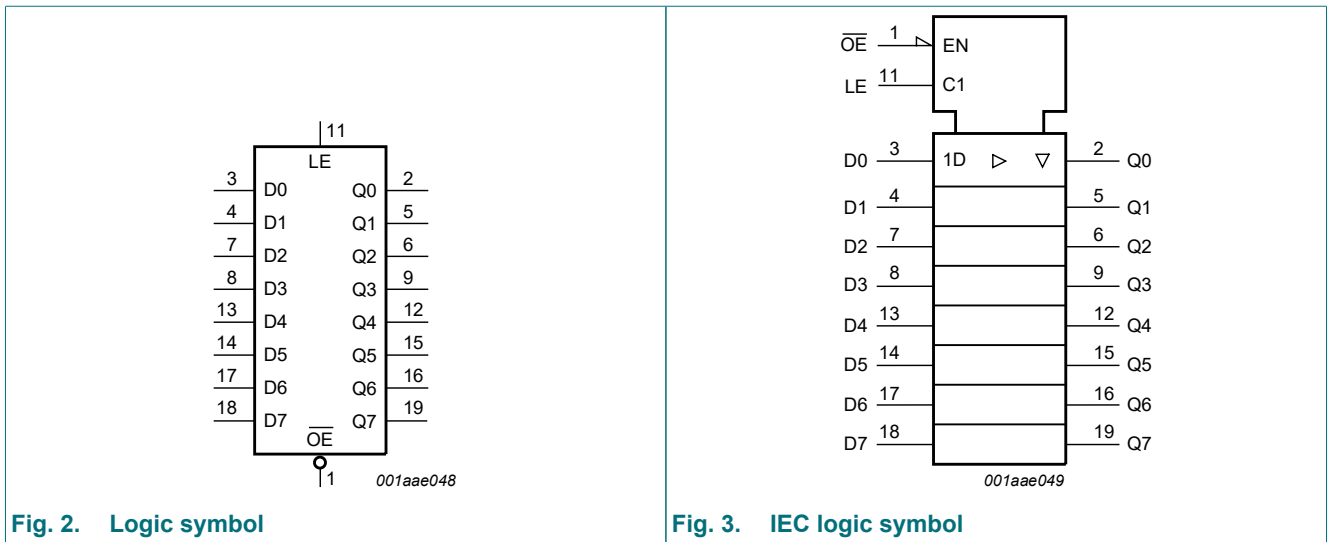 11
LE
3 D0 Q0 2
4 D1 Q1 5
7 D2 Q2 6
8 D3 Q3 9
13 D4 Q4 12
14 D5 Q5 15
17 D6 Q6 16
18 D7 Q7 19
OE
1
001aae048
Fig. 2. Logic symbol
OE 1 EN
LE 11 C1
D0 3 1D 2 Q0
D1 4 5 Q1
D2 7 6 Q2
D3 8 9 Q3
D4 13 12 Q4
D5 14 15 Q5
D6 17 16 Q6
D7 18 19 Q7
001aae049
Fig. 3. IEC logic symbol